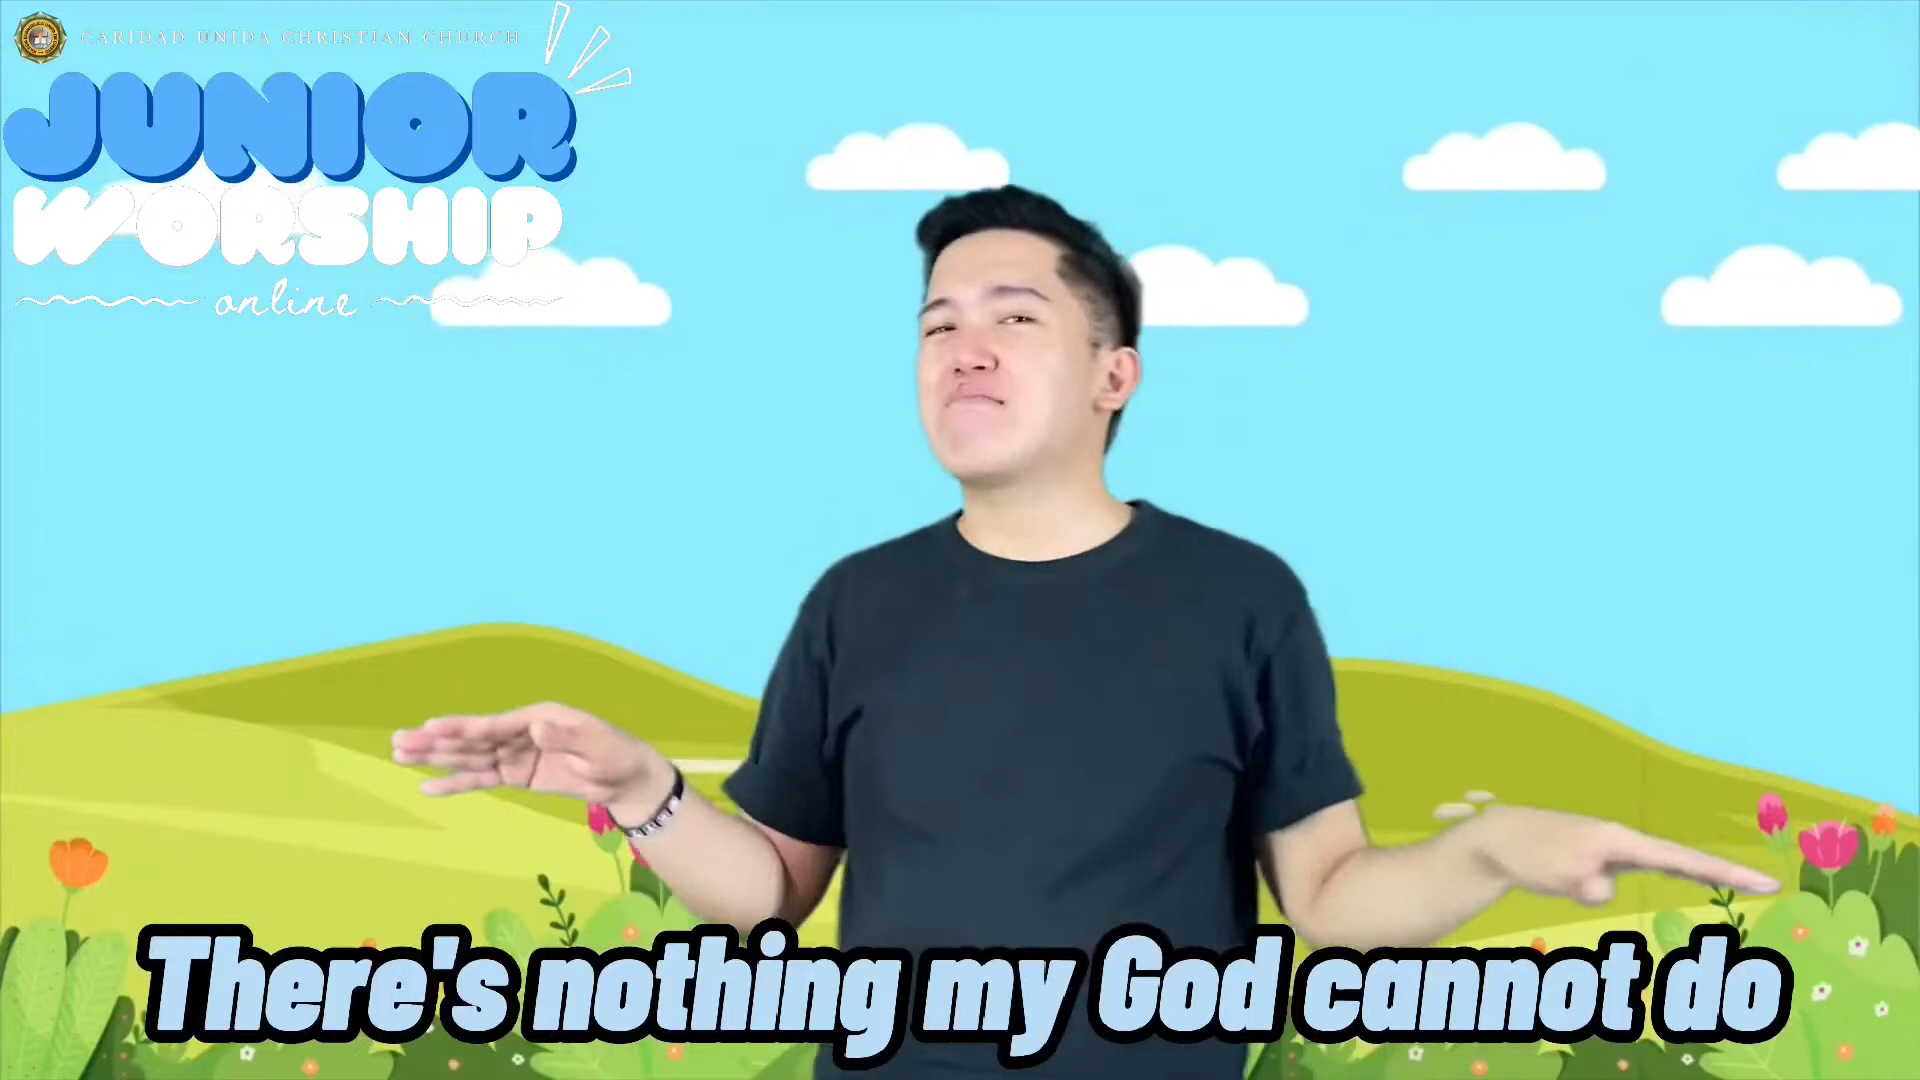 CARIDAD UNIDA CHRISTIAN CHURCH
JUNIOR
WORSHIP
online
There's nothing my God cannot do